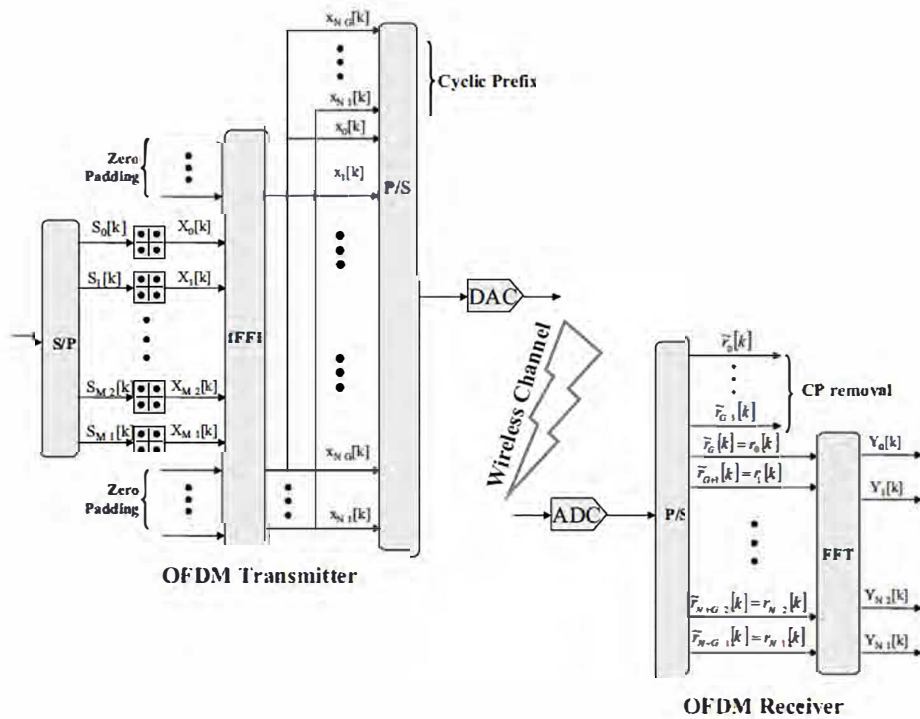 x_{N G}[k]
Cyclic Prefix
x_{N 1}[k]
x_0[k]
Zero
Padding
x_1[k]
P/S
S_0[k] X_0[k]
S_1[k] X_1[k]
DAC
S/P
Wireless Channel
r̃_0[k]
CP removal
S_{M 2}[k] X_{M 2}[k]
r̃_{G 1}[k]
S_{M 1}[k] X_{M 1}[k]
r̃_G[k]=r_0[k] Y_0[k]
x_{N G}[k]
r̃_{G+1}[k]=r_1[k] Y_1[k]
Zero
Padding
x_{N 1}[k]
ADC
P/S
FFT
OFDM Transmitter
r̃_{N+G 2}[k]=r_{N 2}[k] Y_{N 2}[k]
r̃_{N+G 1}[k]=r_{N 1}[k] Y_{N 1}[k]
OFDM Receiver